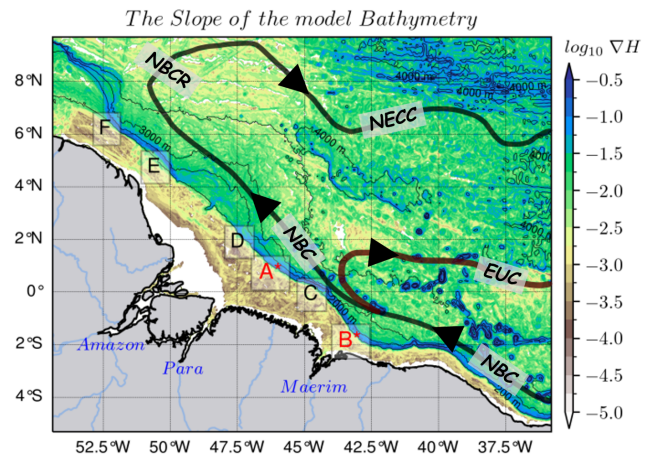 The Slope of the model Bathymetry
log₁₀ ∇H
8°N
6°N
4°N
2°N
0°
2°S
4°S
52.5°W
50°W
47.5°W
45°W
42.5°W
40°W
37.5°W
−0.5
−1.0
−1.5
−2.0
−2.5
−3.0
−3.5
−4.0
−4.5
−5.0
NBCR
NECC
NBC
EUC
NBC
F
E
D
A*
C
B*
3000 m
4000 m
4000 m
4000 m
4000 m
200 m
Amazon
Para
Maerim